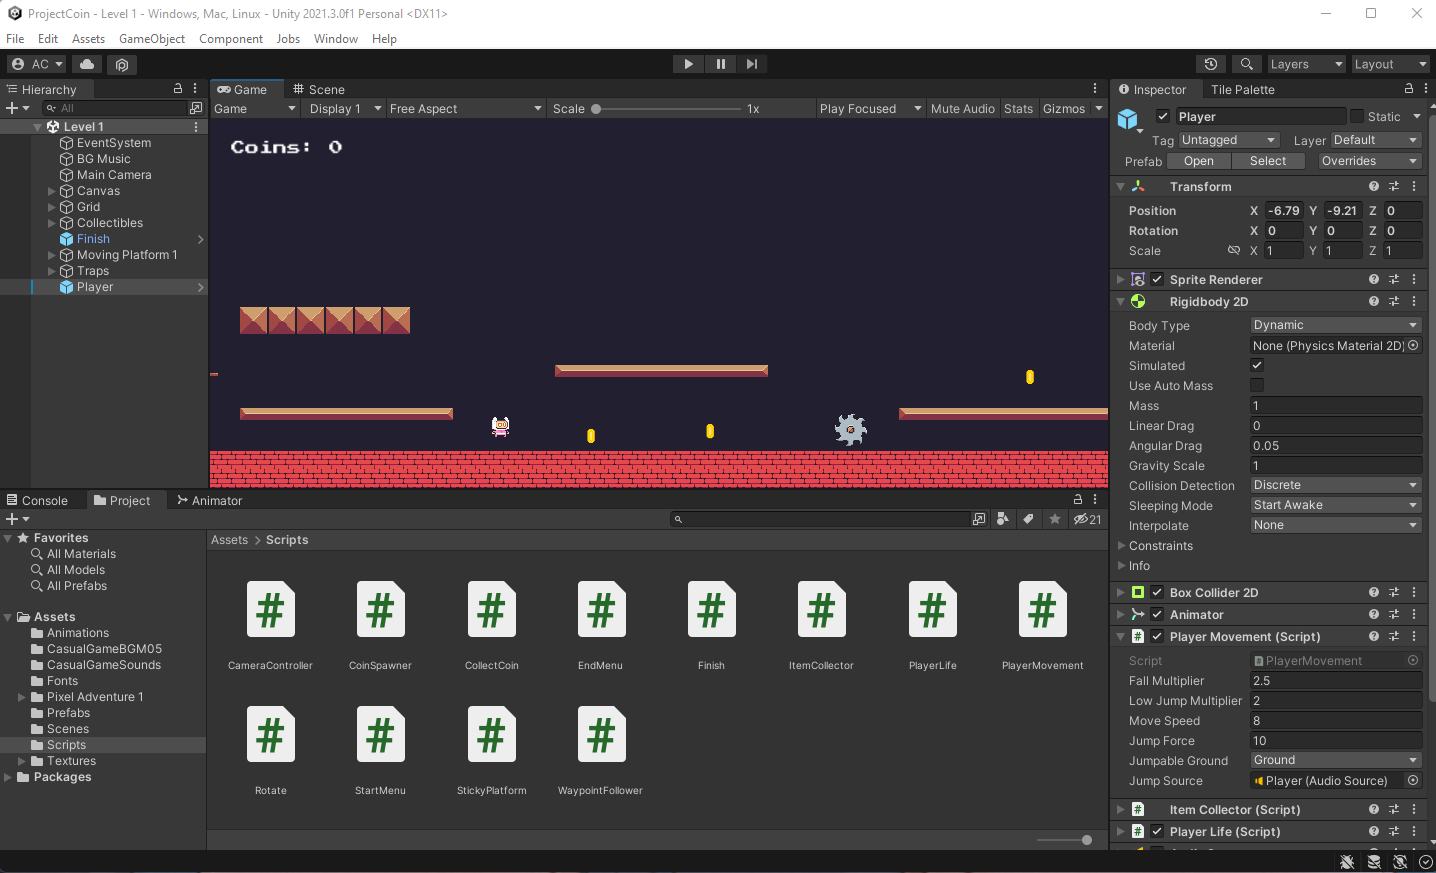 ProjectCoin - Level 1 - Windows, Mac, Linux - Unity 2021.3.0f1 Personal <DX11>
File Edit Assets GameObject Component Jobs Window Help
AC Layers Layout
Hierarchy
All
Level 1
EventSystem
BG Music
Main Camera
Canvas
Grid
Collectibles
Finish
Moving Platform 1
Traps
Player
Game Scene
Game Display 1 Free Aspect Scale 1x Play Focused Mute Audio Stats Gizmos
Coins: 0
Console Project Animator
21
Favorites
All Materials
All Models
All Prefabs
Assets
Animations
CasualGameBGM05
CasualGameSounds
Fonts
Pixel Adventure 1
Prefabs
Scenes
Scripts
Textures
Packages
Assets > Scripts
CameraController CoinSpawner CollectCoin EndMenu Finish ItemCollector PlayerLife PlayerMovement
Rotate StartMenu StickyPlatform WaypointFollower
Inspector Tile Palette
Player Static
Tag Untagged Layer Default
Prefab Open Select Overrides
Transform
Position X -6.79 Y -9.21 Z 0
Rotation X 0 Y 0 Z 0
Scale X 1 Y 1 Z 1
Sprite Renderer
Rigidbody 2D
Body Type Dynamic
Material None (Physics Material 2D)
Simulated
Use Auto Mass
Mass 1
Linear Drag 0
Angular Drag 0.05
Gravity Scale 1
Collision Detection Discrete
Sleeping Mode Start Awake
Interpolate None
Constraints
Info
Box Collider 2D
Animator
Player Movement (Script)
Script PlayerMovement
Fall Multiplier 2.5
Low Jump Multiplier 2
Move Speed 8
Jump Force 10
Jumpable Ground Ground
Jump Source Player (Audio Source)
Item Collector (Script)
Player Life (Script)